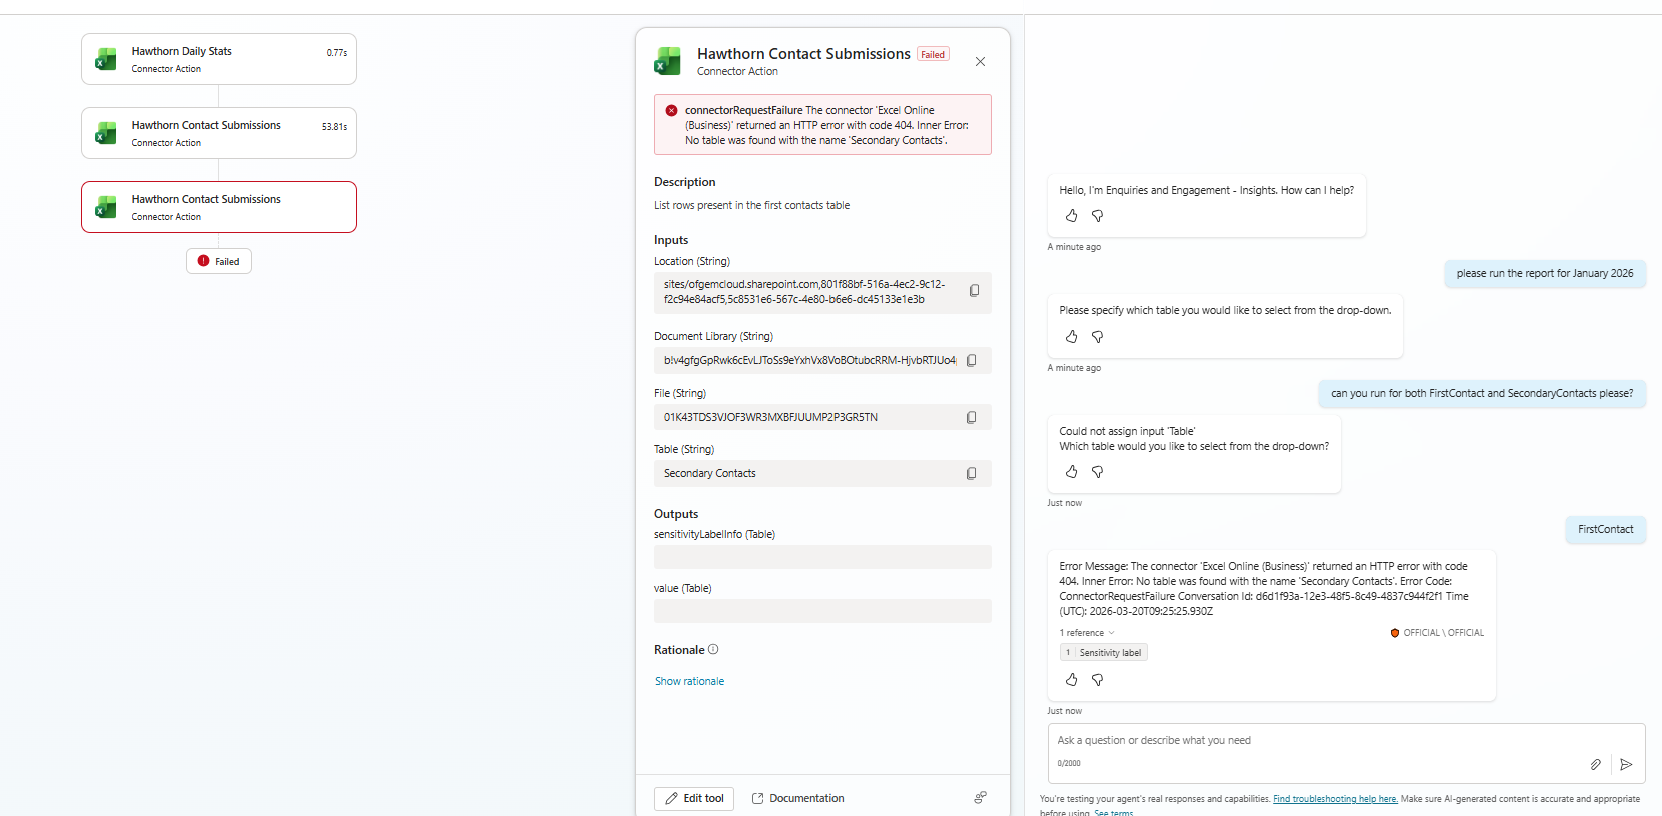 Hawthorn Daily Stats
0.77s
Connector Action
Hawthorn Contact Submissions
53.81s
Connector Action
Hawthorn Contact Submissions
Connector Action
Failed
Hawthorn Contact Submissions Failed
Connector Action
connectorRequestFailure The connector 'Excel Online
(Business)' returned an HTTP error with code 404. Inner Error:
No table was found with the name 'Secondary Contacts'.
Description
List rows present in the first contacts table
Inputs
Location (String)
sites/ofgemcloud.sharepoint.com,801f88bf-516a-4ec2-9c12-
f2c94e84acf5,5c8531e6-567c-4e80-b6e6-dc45133e1e3b
Document Library (String)
b!v4gfgGpRwk6cEvLJToSs9eYxhVx8VoBOtubcRRM-HjvbRTJUo4
File (String)
01K43TDS3VJOF3WR3MXBFJUUMP2P3GR5TN
Table (String)
Secondary Contacts
Outputs
sensitivityLabelInfo (Table)
value (Table)
Rationale
Show rationale
Edit tool
Documentation
Hello, I'm Enquiries and Engagement - Insights. How can I help?
A minute ago
please run the report for January 2026
Please specify which table you would like to select from the drop-down.
A minute ago
can you run for both FirstContact and SecondaryContacts please?
Could not assign input 'Table'
Which table would you like to select from the drop-down?
Just now
FirstContact
Error Message: The connector 'Excel Online (Business)' returned an HTTP error with code
404. Inner Error: No table was found with the name 'Secondary Contacts'. Error Code:
ConnectorRequestFailure Conversation Id: d6d1f93a-12e3-48f5-8c49-4837c944f2f1 Time
(UTC): 2026-03-20T09:25:25.930Z
1 reference
OFFICIAL \ OFFICIAL
1 Sensitivity label
Just now
Ask a question or describe what you need
0/2000
You're testing your agent's real responses and capabilities. Find troubleshooting help here. Make sure AI-generated content is accurate and appropriate
before using. See terms